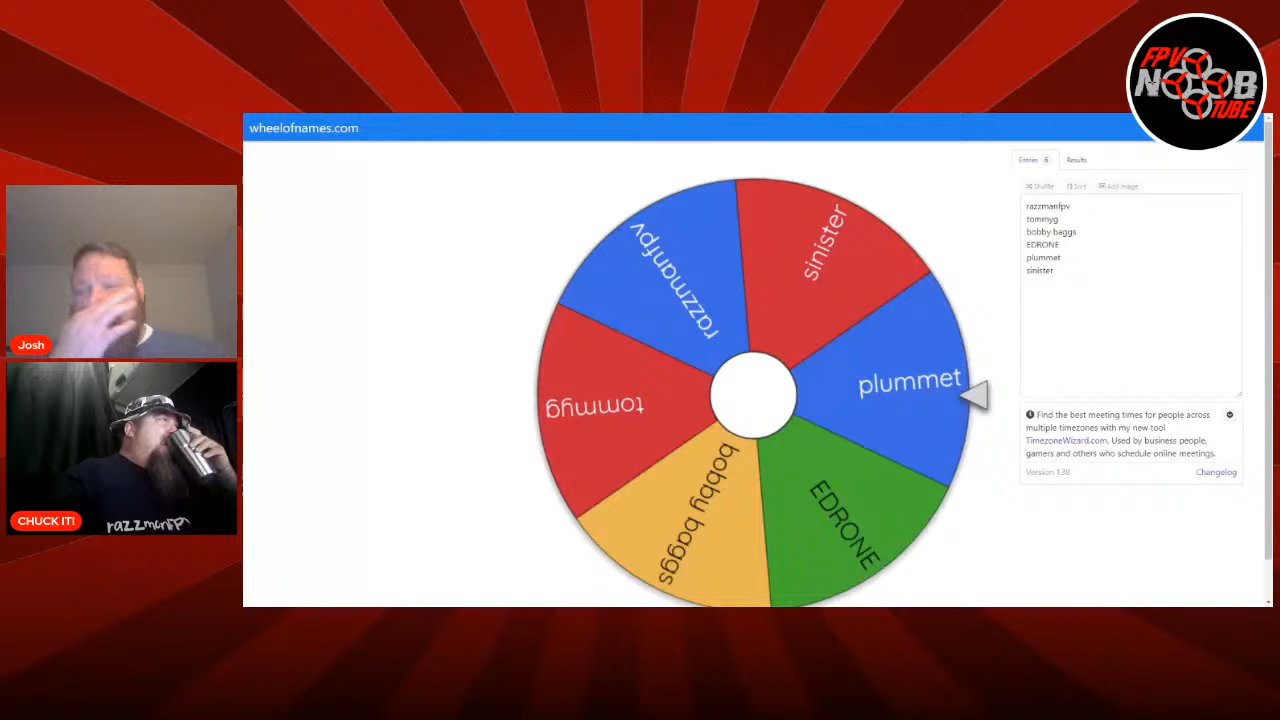 FPV
NOOB
TUBE
wheelofnames.com
Entries 6 Results
Shuffle Sort Add image
razzmanfpv
tommyg
bobby baggs
EDRONE
plummet
sinister
sinister
razzmanfpv
plummet
tommyg
bobby baggs
EDRONE
Find the best meeting times for people across
multiple timezones with my new tool
TimezoneWizard.com. Used by business people,
gamers and others who schedule online meetings.
Version 138 Changelog
Josh
CHUCK IT!
razzmanfpv